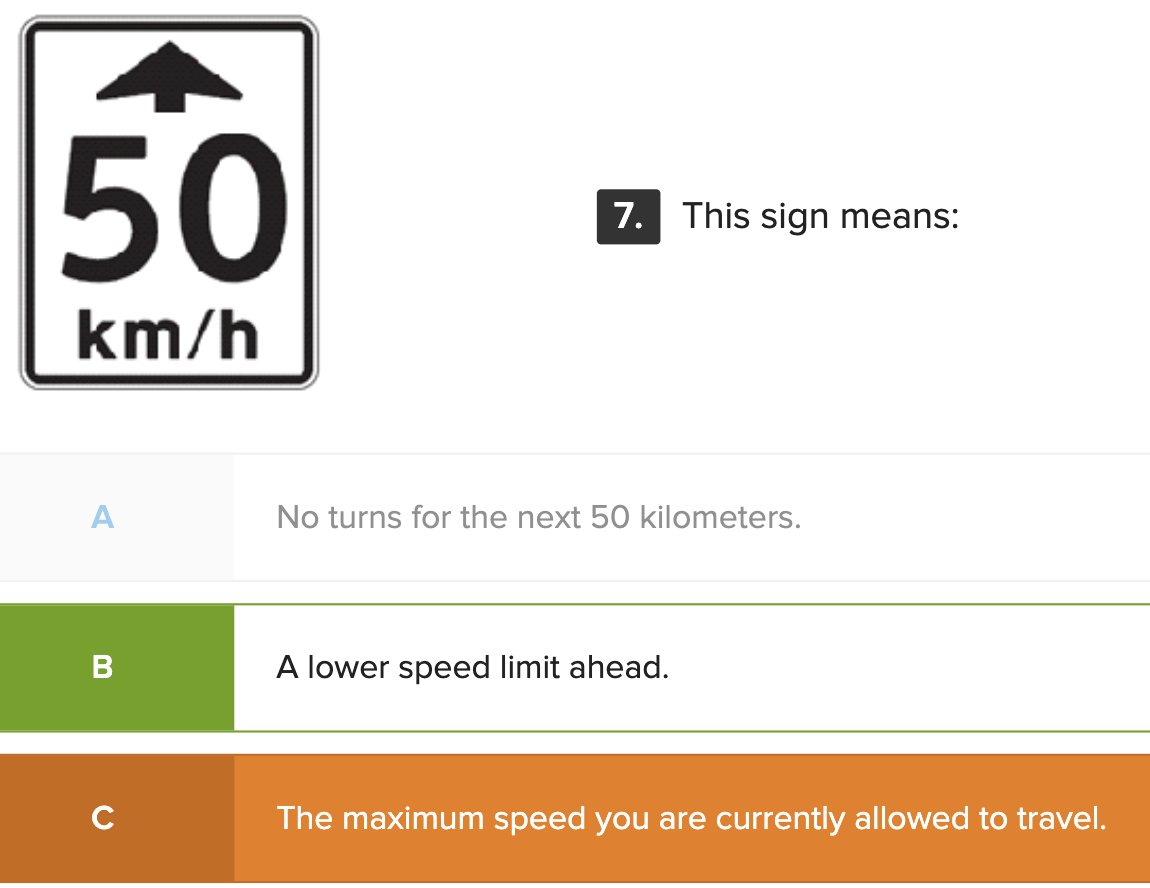 50
km/h
7. This sign means:
A No turns for the next 50 kilometers.
B A lower speed limit ahead.
C The maximum speed you are currently allowed to travel.